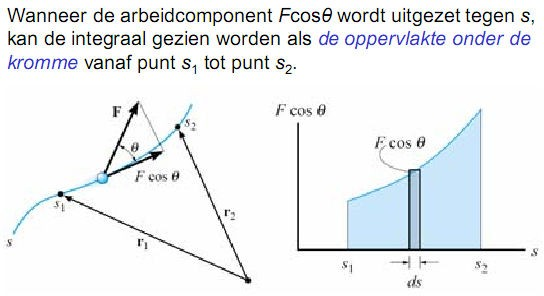 Wanneer de arbeidcomponent Fcosθ wordt uitgezet tegen s,
kan de integraal gezien worden als de oppervlakte onder de
kromme vanaf punt s₁ tot punt s₂.
F
s₂
θ
F cos θ
s₁
r₂
s
r₁
F cos θ
F cos θ
s
s₁
s₂
ds